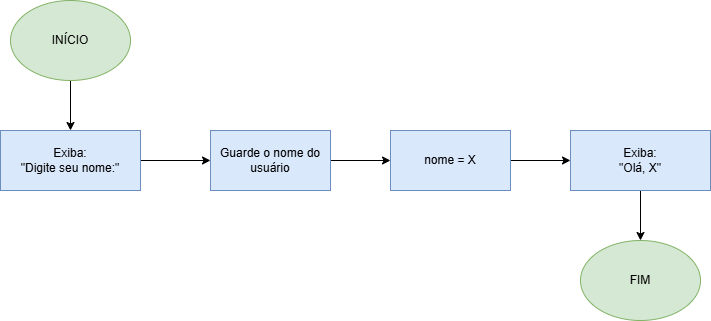 INÍCIO
Exiba:
"Digite seu nome:"
Guarde o nome do
usuário
nome = X
Exiba:
"Olá, X"
FIM